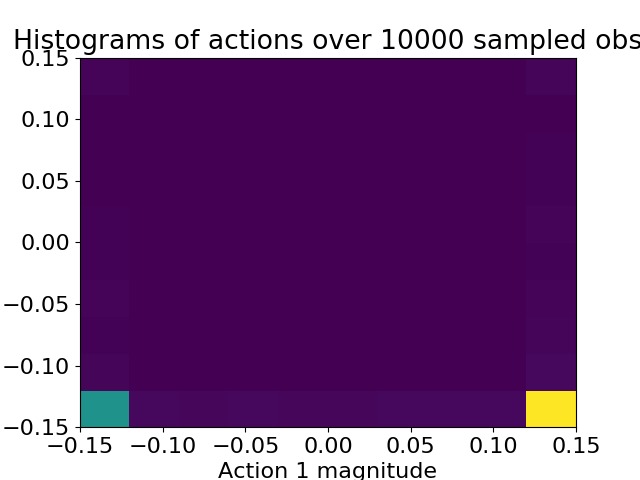 Histograms of actions over 10000 sampled obs
0.15
0.10
0.05
0.00
−0.05
−0.10
−0.15
−0.15 −0.10 −0.05 0.00 0.05 0.10 0.15
Action 1 magnitude